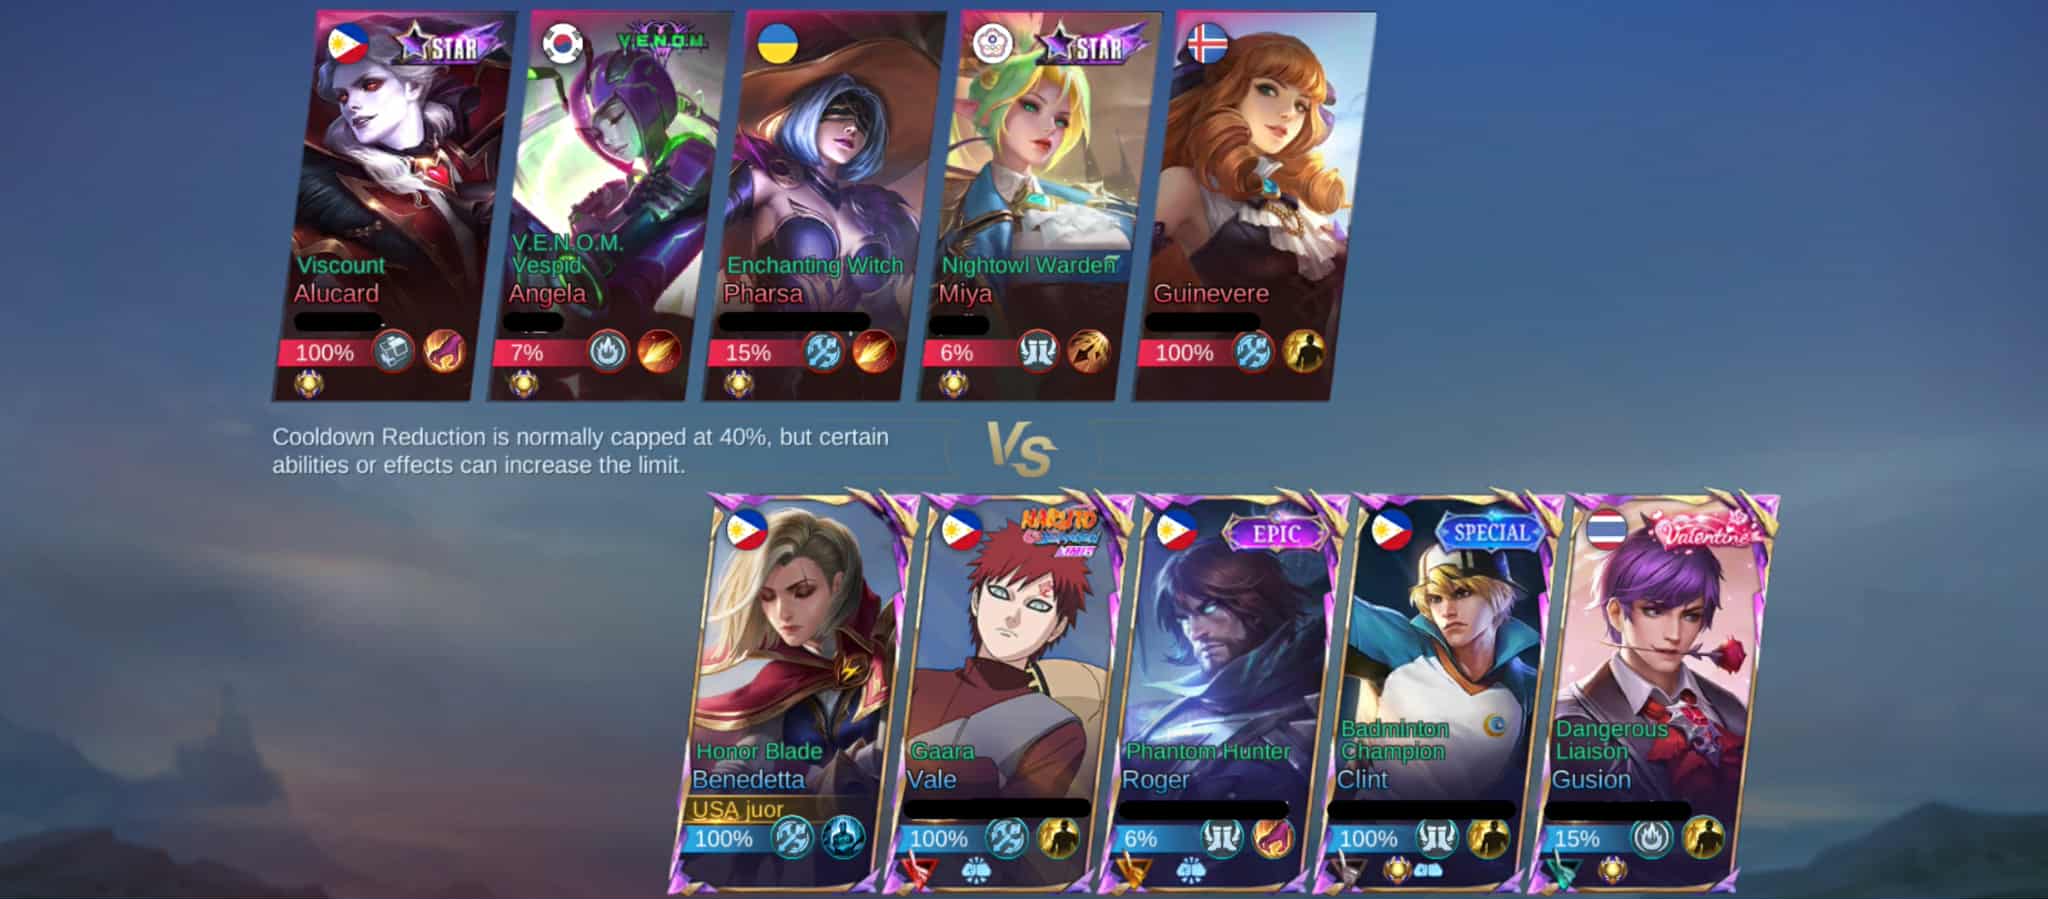 STAR
Viscount
Alucard
100%
V.E.N.O.M.
V.E.N.O.M.
Vespid
Angela
7%
Enchanting Witch
Pharsa
15%
STAR
Nightowl Warden
Miya
6%
Guinevere
100%
Cooldown Reduction is normally capped at 40%, but certain
abilities or effects can increase the limit.
VS
Honor Blade
Benedetta
USA juor
100%
NARUTO
Gaara
Vale
100%
EPIC
Phantom Hunter
Roger
6%
SPECIAL
Badminton
Champion
Clint
100%
Valentine
Dangerous
Liaison
Gusion
15%